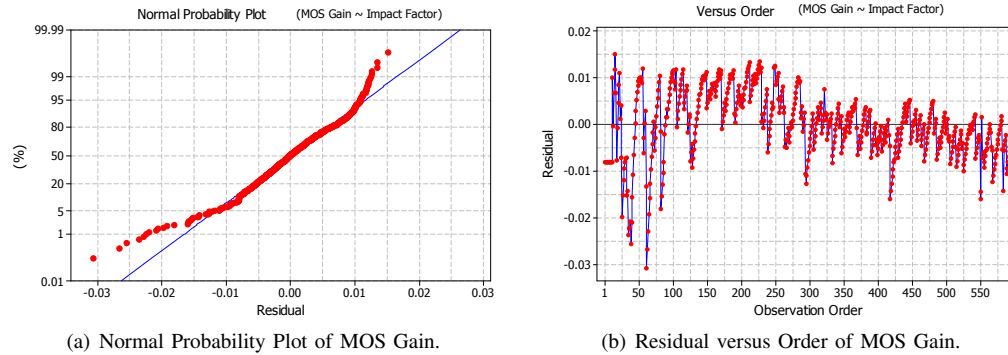 Normal Probability Plot (MOS Gain ~ Impact Factor)
99.99
99
95
80
50
20
5
1
0.01
(%)
-0.03 -0.02 -0.01 0.00 0.01 0.02 0.03
Residual
(a) Normal Probability Plot of MOS Gain.
Versus Order (MOS Gain ~ Impact Factor)
0.02
0.01
0.00
-0.01
-0.02
-0.03
Residual
1 50 100 150 200 250 300 350 400 450 500 550
Observation Order
(b) Residual versus Order of MOS Gain.